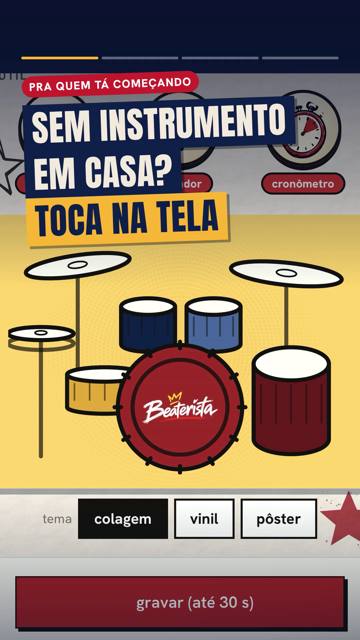 PRA QUEM TÁ COMEÇANDO
SEM INSTRUMENTO
EM CASA?
TOCA NA TELA
cronômetro
Beaterista
tema
colagem
vinil
pôster
gravar (até 30 s)